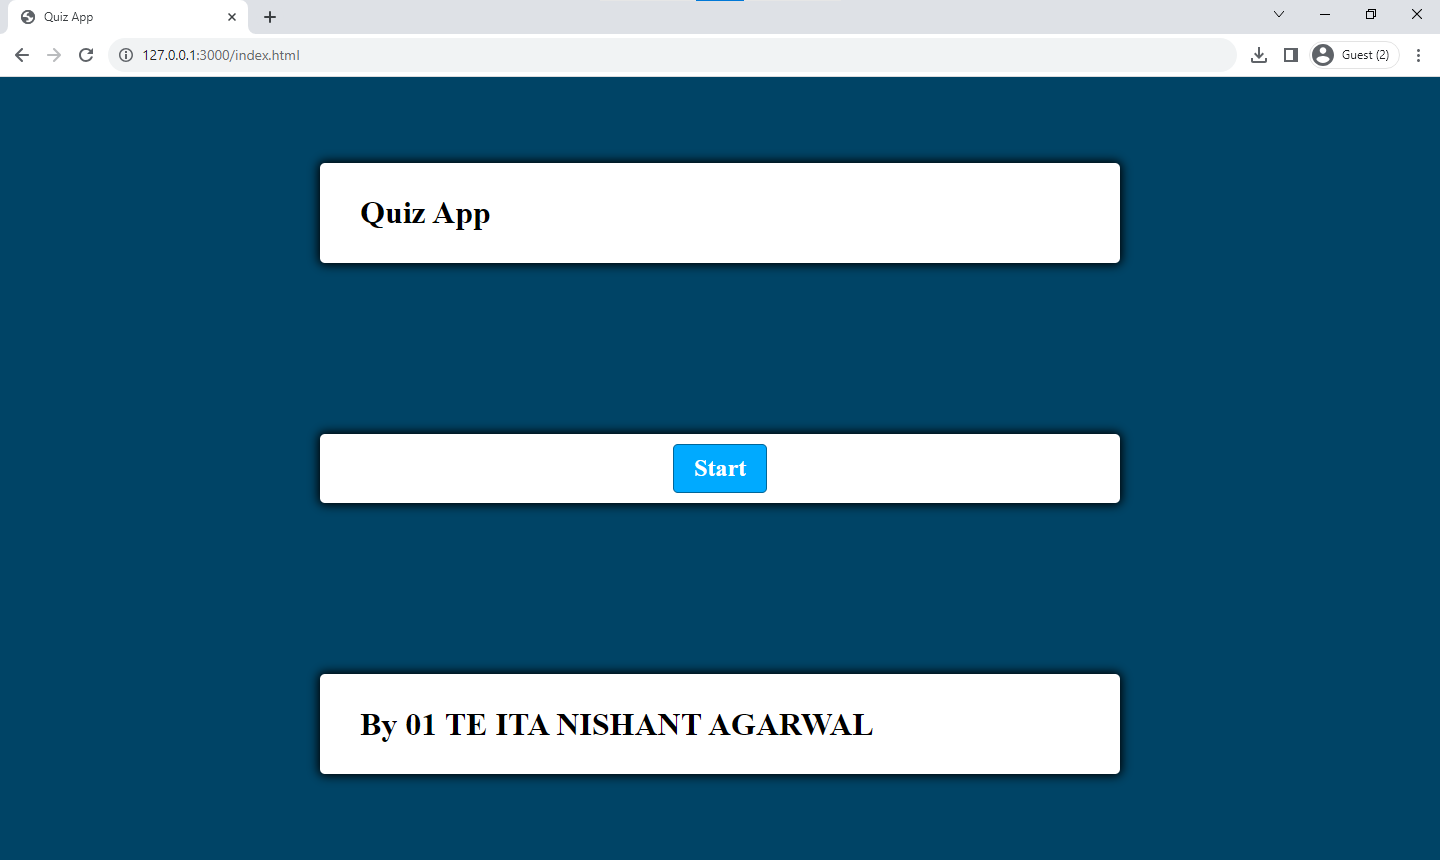 Quiz App
127.0.0.1:3000/index.html
Guest (2)
Quiz App
Start
By 01 TE ITA NISHANT AGARWAL